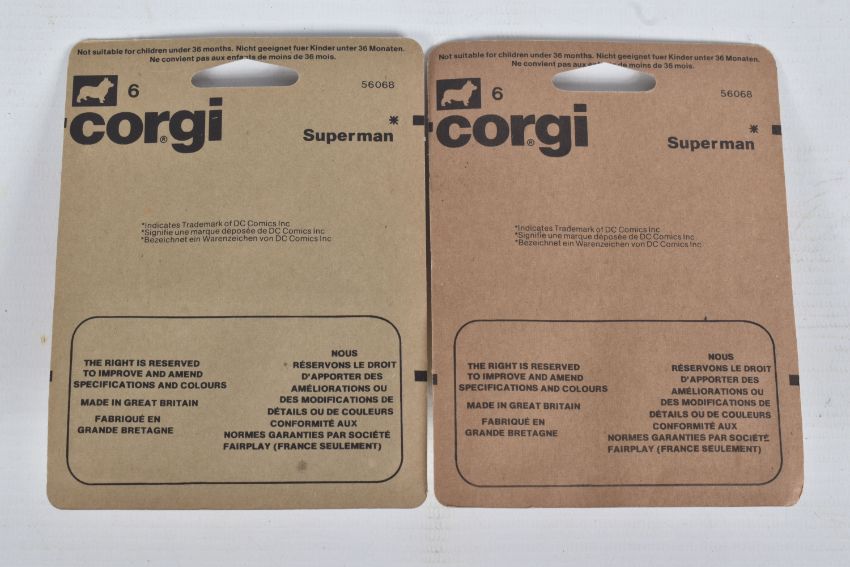 Not suitable for children under 36 months. Nicht geeignet fuer Kinder unter 36 Monaten.
Ne convient pas aux enfants de moins de 36 mois.
6
56068
corgi®
Superman*
*Indicates Trademark of DC Comics Inc
*Signifie une marque déposée de DC Comics Inc
*Bezeichnet ein Warenzeichen von DC Comics Inc
THE RIGHT IS RESERVED
TO IMPROVE AND AMEND
SPECIFICATIONS AND COLOURS
MADE IN GREAT BRITAIN
FABRIQUÉ EN
GRANDE BRETAGNE
NOUS
RÉSERVONS LE DROIT
D'APPORTER DES
AMÉLIORATIONS OU
DES MODIFICATIONS DE
DÉTAILS OU DE COULEURS
CONFORMITÉ AUX
NORMES GARANTIES PAR SOCIÉTÉ
FAIRPLAY (FRANCE SEULEMENT)
Not suitable for children under 36 months. Nicht geeignet fuer Kinder unter 36 Monaten.
Ne convient pas aux enfants de moins de 36 mois.
6
56068
corgi®
Superman*
*Indicates Trademark of DC Comics Inc
*Signifie une marque déposée de DC Comics Inc
*Bezeichnet ein Warenzeichen von DC Comics Inc
THE RIGHT IS RESERVED
TO IMPROVE AND AMEND
SPECIFICATIONS AND COLOURS
MADE IN GREAT BRITAIN
FABRIQUÉ EN
GRANDE BRETAGNE
NOUS
RÉSERVONS LE DROIT
D'APPORTER DES
AMÉLIORATIONS OU
DES MODIFICATIONS DE
DÉTAILS OU DE COULEURS
CONFORMITÉ AUX
NORMES GARANTIES PAR SOCIÉTÉ
FAIRPLAY (FRANCE SEULEMENT)